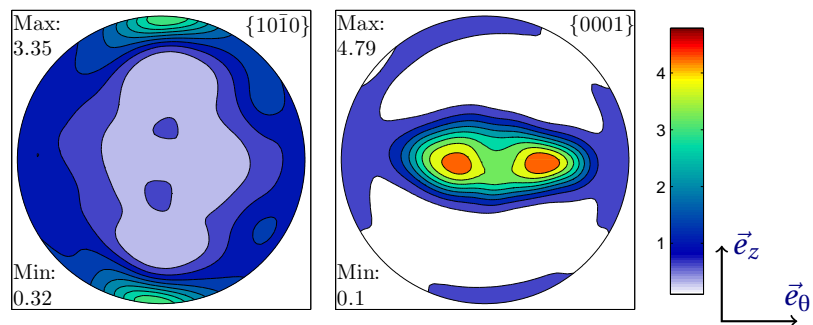 Max:
3.35
{101̄0}
Min:
0.32
Max:
4.79
{0001}
Min:
0.1
4
3
2
1
e⃗z
e⃗θ